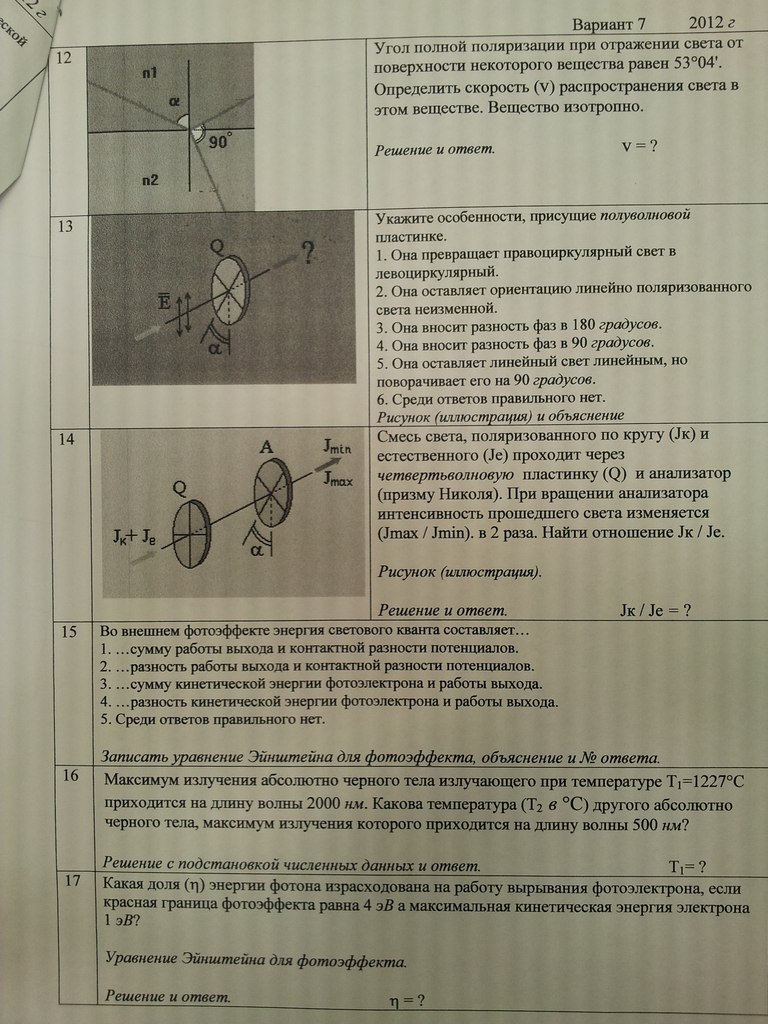 2 г
ской
Вариант 7 2012 г
12
n1
α
90°
n2
Угол полной поляризации при отражении света от
поверхности некоторого вещества равен 53°04'.
Определить скорость (v) распространения света в
этом веществе. Вещество изотропно.
Решение и ответ. v = ?
13
Q
?
E
α
Укажите особенности, присущие полуволновой
пластинке.
1. Она превращает правоциркулярный свет в
левоциркулярный.
2. Она оставляет ориентацию линейно поляризованного
света неизменной.
3. Она вносит разность фаз в 180 градусов.
4. Она вносит разность фаз в 90 градусов.
5. Она оставляет линейный свет линейным, но
поворачивает его на 90 градусов.
6. Среди ответов правильного нет.
Рисунок (иллюстрация) и объяснение
14
A
Jmin
Jmax
Q
Jк+ Je
α
Смесь света, поляризованного по кругу (Jк) и
естественного (Je) проходит через
четвертьволновую пластинку (Q) и анализатор
(призму Николя). При вращении анализатора
интенсивность прошедшего света изменяется
(Jmax / Jmin). в 2 раза. Найти отношение Jк / Je.
Рисунок (иллюстрация).
Решение и ответ. Jк / Je = ?
15
Во внешнем фотоэффекте энергия светового кванта составляет…
1. …сумму работы выхода и контактной разности потенциалов.
2. …разность работы выхода и контактной разности потенциалов.
3. …сумму кинетической энергии фотоэлектрона и работы выхода.
4. …разность кинетической энергии фотоэлектрона и работы выхода.
5. Среди ответов правильного нет.
Записать уравнение Эйнштейна для фотоэффекта, объяснение и № ответа.
16
Максимум излучения абсолютно черного тела излучающего при температуре T1=1227°C
приходится на длину волны 2000 нм. Какова температура (T2 в °C) другого абсолютно
черного тела, максимум излучения которого приходится на длину волны 500 нм?
Решение с подстановкой численных данных и ответ. T1= ?
17
Какая доля (η) энергии фотона израсходована на работу вырывания фотоэлектрона, если
красная граница фотоэффекта равна 4 эВ а максимальная кинетическая энергия электрона
1 эВ?
Уравнение Эйнштейна для фотоэффекта.
Решение и ответ. η = ?